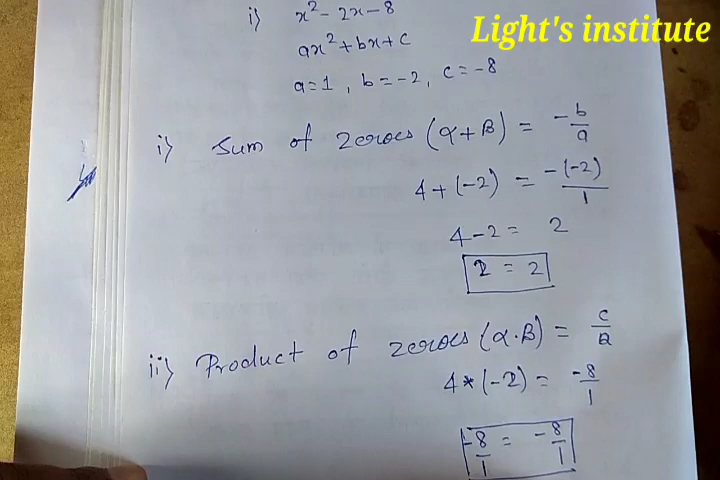 i) x² - 2x - 8
Light's institute
ax² + bx + c
a = 1 , b = -2 , c = -8
i) Sum of zeroes (α + β) = -b/a
4 + (-2) = -(-2)/1
4 - 2 = 2
2 = 2
ii) Product of zeroes (α . β) = c/a
4 * (-2) = -8/1
-8/1 = -8/1